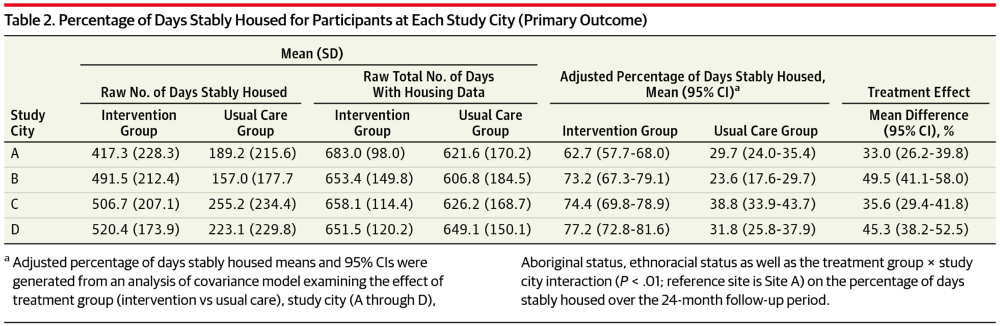 Table 2. Percentage of Days Stably Housed for Participants at Each Study City (Primary Outcome)
Mean (SD)
Raw No. of Days Stably Housed
Raw Total No. of Days
With Housing Data
Adjusted Percentage of Days Stably Housed,
Mean (95% CI)a
Treatment Effect
Study
City
Intervention
Group
Usual Care
Group
Intervention
Group
Usual Care
Group
Intervention Group
Usual Care Group
Mean Difference
(95% CI), %
A 417.3 (228.3) 189.2 (215.6) 683.0 (98.0) 621.6 (170.2) 62.7 (57.7-68.0) 29.7 (24.0-35.4) 33.0 (26.2-39.8)
B 491.5 (212.4) 157.0 (177.7 653.4 (149.8) 606.8 (184.5) 73.2 (67.3-79.1) 23.6 (17.6-29.7) 49.5 (41.1-58.0)
C 506.7 (207.1) 255.2 (234.4) 658.1 (114.4) 626.2 (168.7) 74.4 (69.8-78.9) 38.8 (33.9-43.7) 35.6 (29.4-41.8)
D 520.4 (173.9) 223.1 (229.8) 651.5 (120.2) 649.1 (150.1) 77.2 (72.8-81.6) 31.8 (25.8-37.9) 45.3 (38.2-52.5)
a Adjusted percentage of days stably housed means and 95% CIs were
generated from an analysis of covariance model examining the effect of
treatment group (intervention vs usual care), study city (A through D),
Aboriginal status, ethnoracial status as well as the treatment group × study
city interaction (P < .01; reference site is Site A) on the percentage of days
stably housed over the 24-month follow-up period.